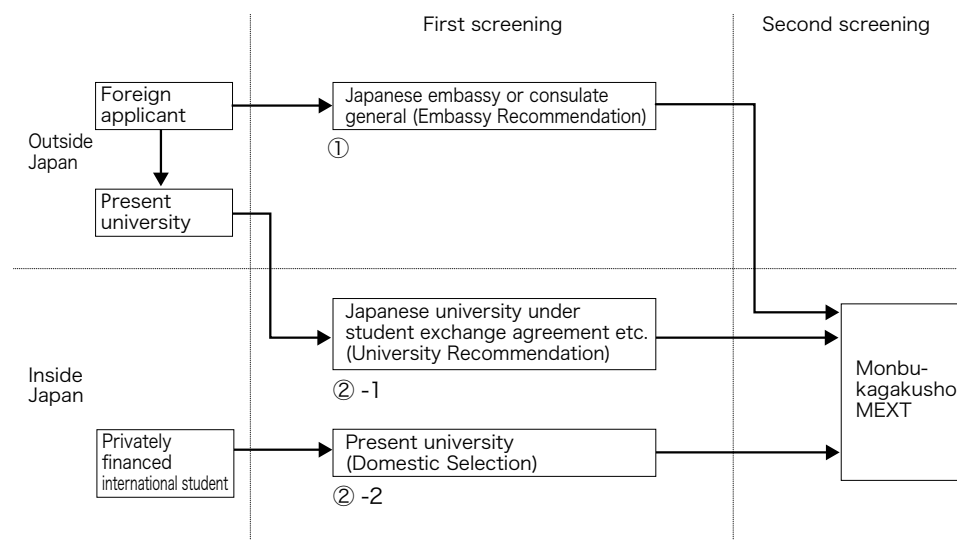 First screening
Second screening
Foreign
applicant
Japanese embassy or consulate
general (Embassy Recommendation)
①
Outside
Japan
Present
university
Japanese university under
student exchange agreement etc.
(University Recommendation)
② -1
Inside
Japan
Monbu-
kagakusho
MEXT
Privately
financed
international student
Present university
(Domestic Selection)
② -2